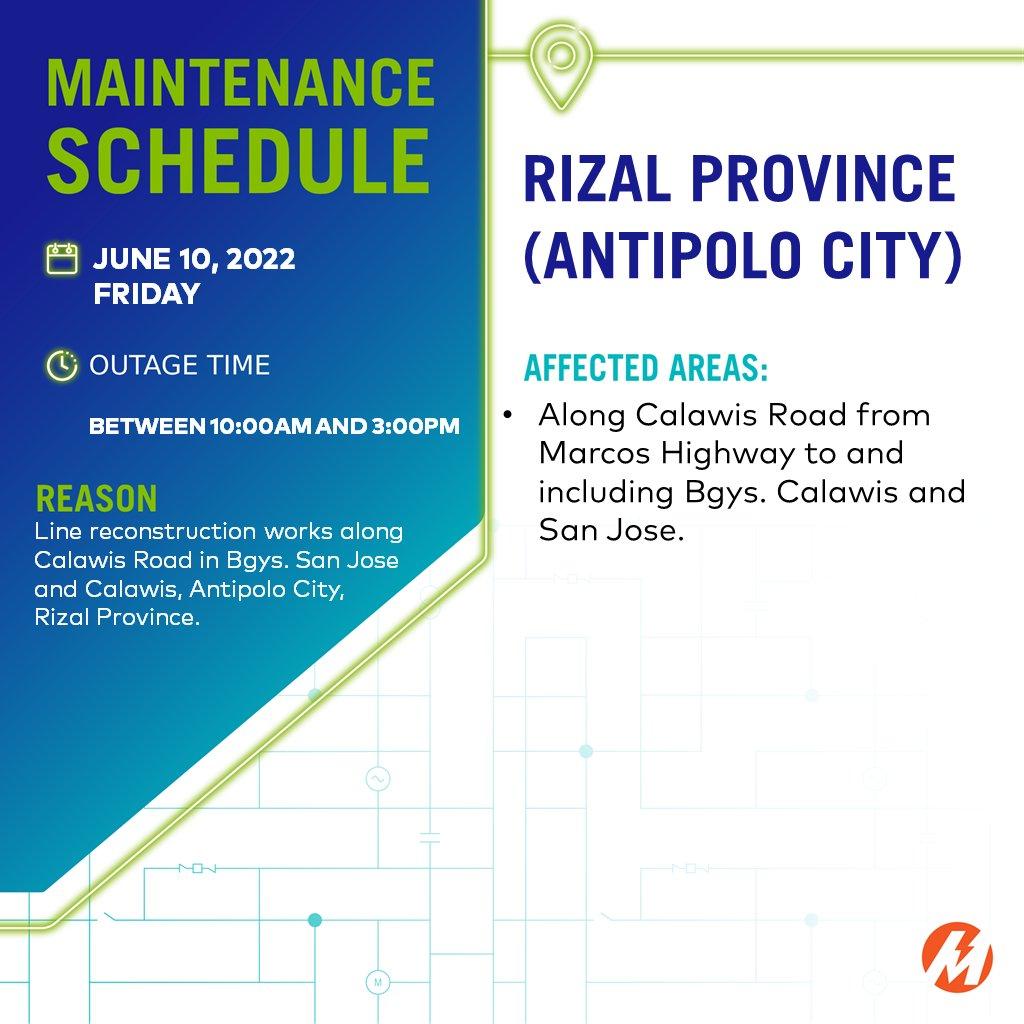 MAINTENANCE
SCHEDULE
JUNE 10, 2022
FRIDAY
OUTAGE TIME
BETWEEN 10:00AM AND 3:00PM
REASON
Line reconstruction works along
Calawis Road in Bgys. San Jose
and Calawis, Antipolo City,
Rizal Province.
RIZAL PROVINCE
(ANTIPOLO CITY)
AFFECTED AREAS:
• Along Calawis Road from
Marcos Highway to and
including Bgys. Calawis and
San Jose.
M
M